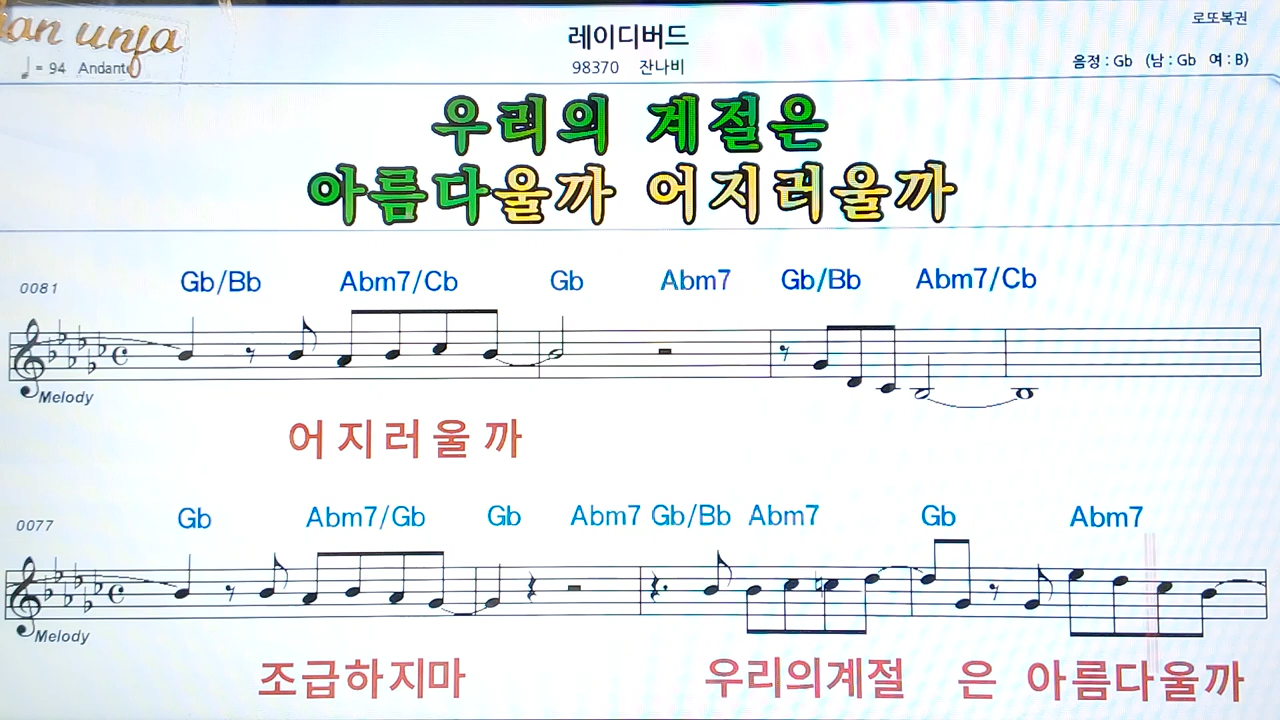 로또복권
레이디버드
♩ = 94 Andante
98370 잔나비
음정 : Gb (남 : Gb 여 : B)
우리의 계절은
아름다울까 어지러울까
0081 Gb/Bb Abm7/Cb Gb Abm7 Gb/Bb Abm7/Cb
Melody
어지러울까
0077 Gb Abm7/Gb Gb Abm7 Gb/Bb Abm7 Gb Abm7
Melody
조급하지마 우리의계절 은 아름다울까